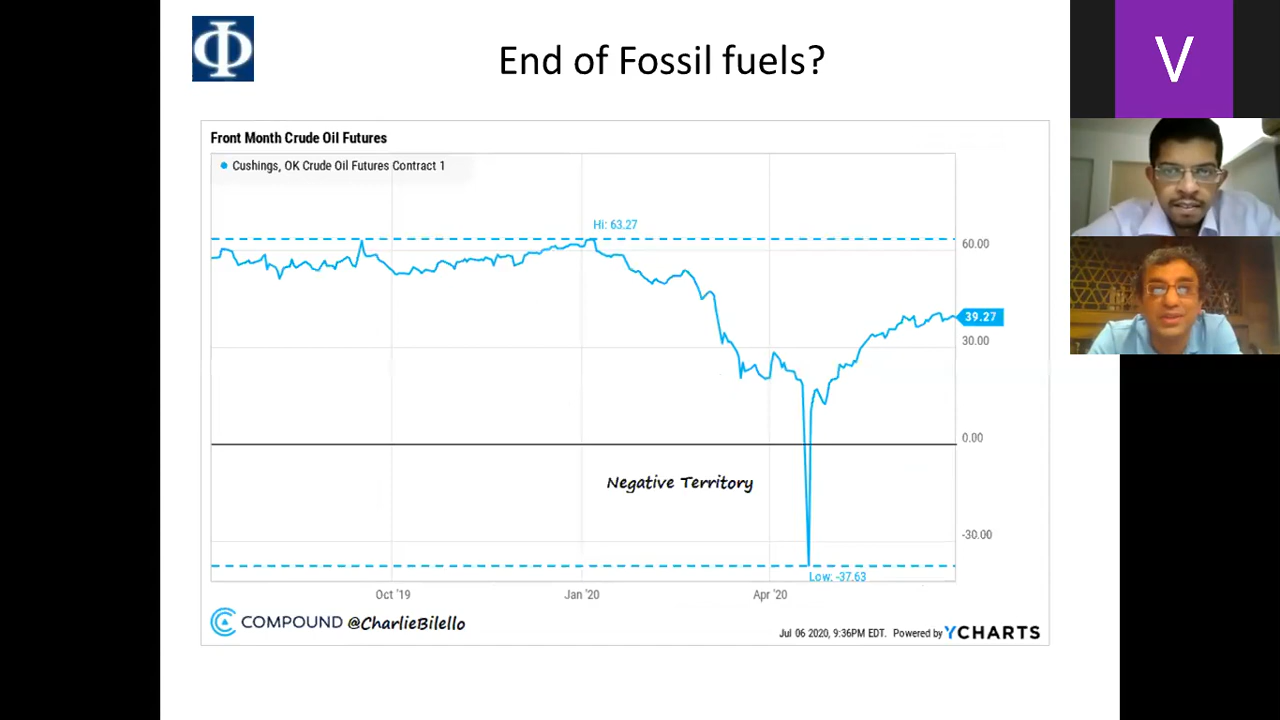 End of Fossil fuels?
V
Front Month Crude Oil Futures
Cushings, OK Crude Oil Futures Contract 1
Hi: 63.27
60.00
39.27
30.00
0.00
Negative Territory
-30.00
Low: -37.63
Oct '19 Jan '20 Apr '20
COMPOUND @CharlieBilello
Jul 06 2020, 9:36PM EDT. Powered by YCHARTS